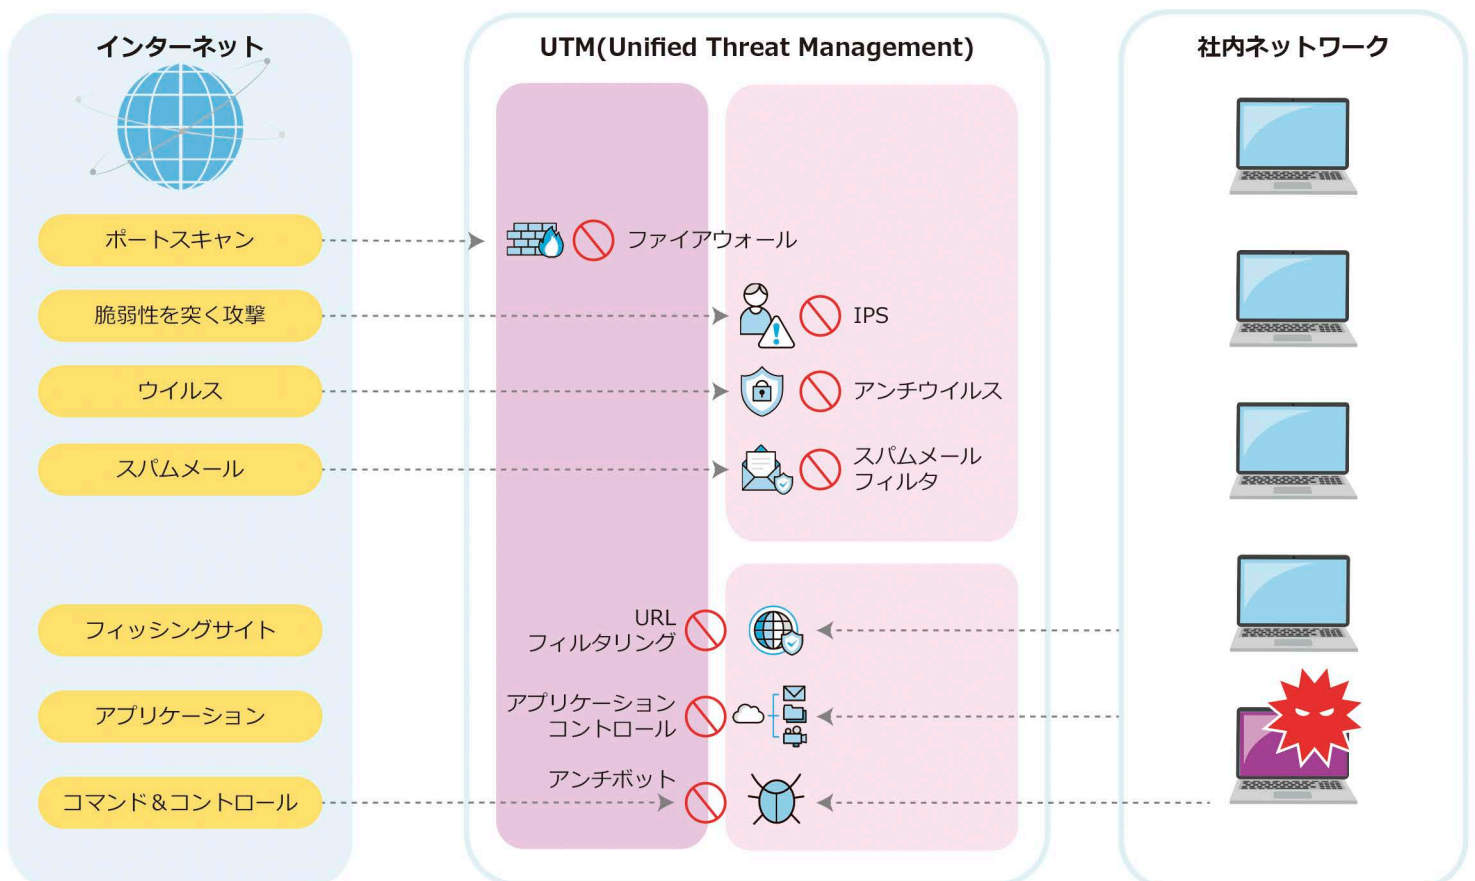 インターネット
UTM(Unified Threat Management)
社内ネットワーク
ポートスキャン
ファイアウォール
脆弱性を突く攻撃
IPS
ウイルス
アンチウイルス
スパムメール
スパムメール
フィルタ
フィッシングサイト
URL
フィルタリング
アプリケーション
アプリケーション
コントロール
コマンド＆コントロール
アンチボット